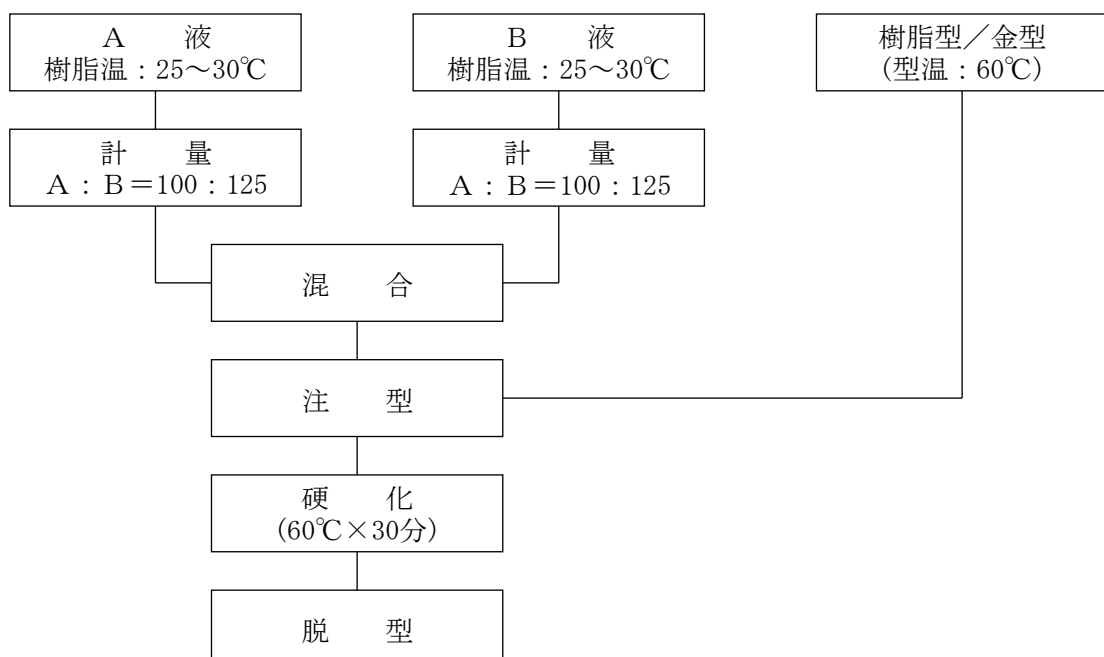 A 液
樹脂温：25～30℃
B 液
樹脂温：25～30℃
樹脂型／金型
(型温：60℃)
計 量
A：B＝100：125
計 量
A：B＝100：125
混 合
注 型
硬 化
(60℃×30分)
脱 型